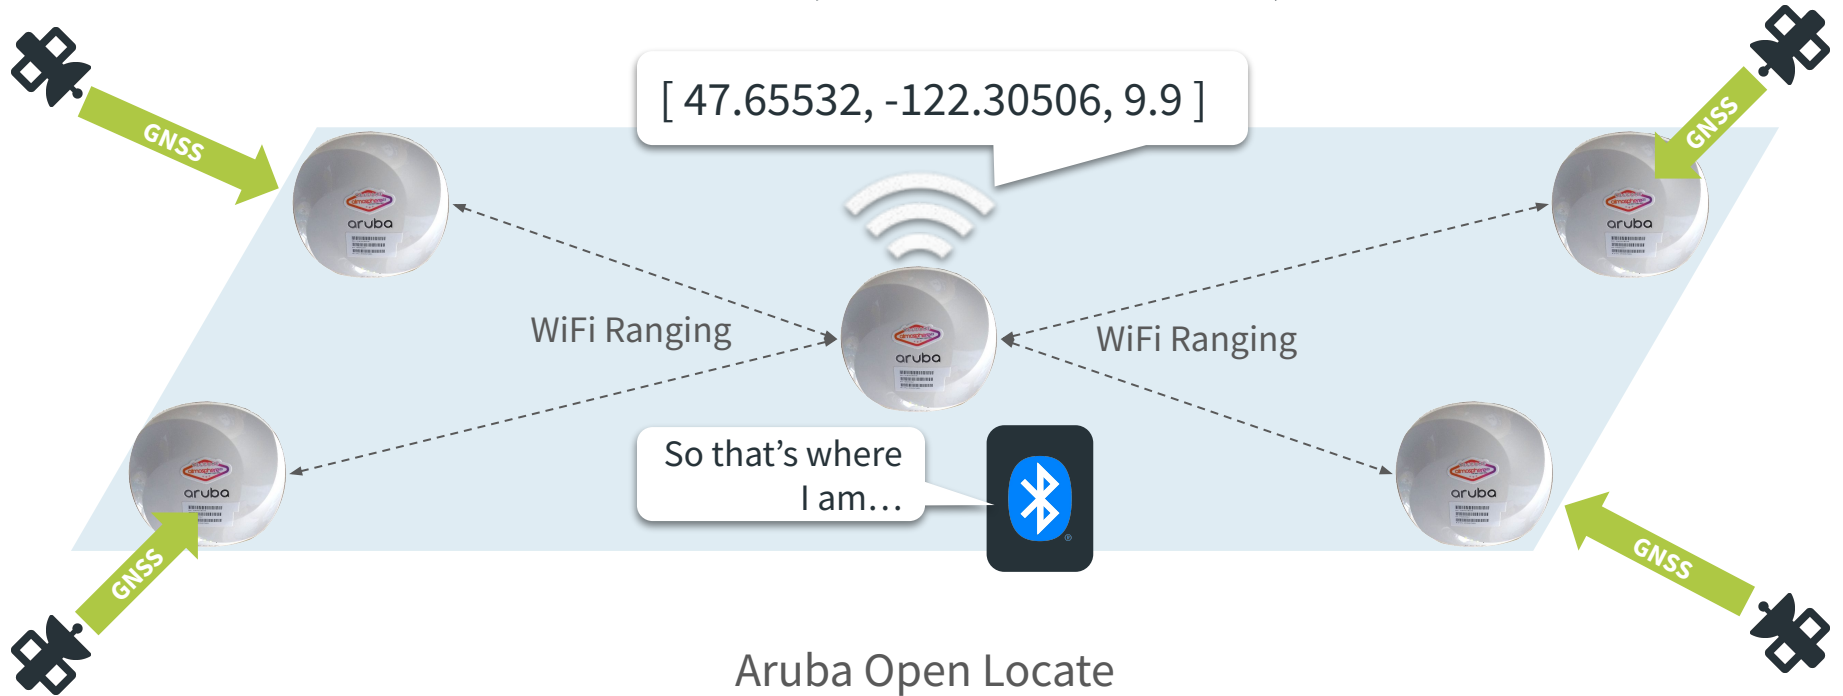 [ 47.65532, -122.30506, 9.9 ]
GNSS
GNSS
aruba
aruba
WiFi Ranging
WiFi Ranging
aruba
So that’s where
I am…
aruba
aruba
GNSS
GNSS
Aruba Open Locate